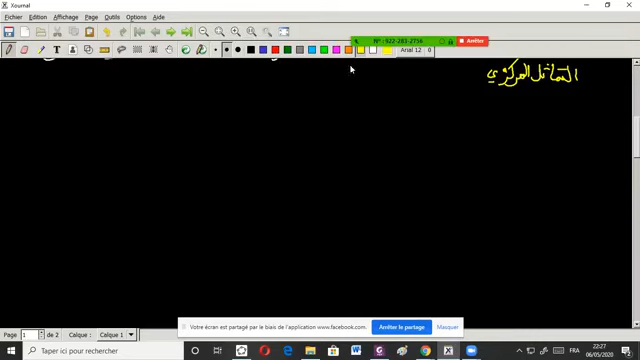 Xournal
Fichier Edition Affichage Page Outils Options Aide
N° : 922-283-2756 Arrêter
Arial 12
التماثل المركزي
Votre écran est partagé par le biais de l'application www.facebook.com.
Arrêter le partage
Masquer
Page 1 de 2 Calque : Calque 1
Taper ici pour rechercher
FRA
22:27
06/05/2020